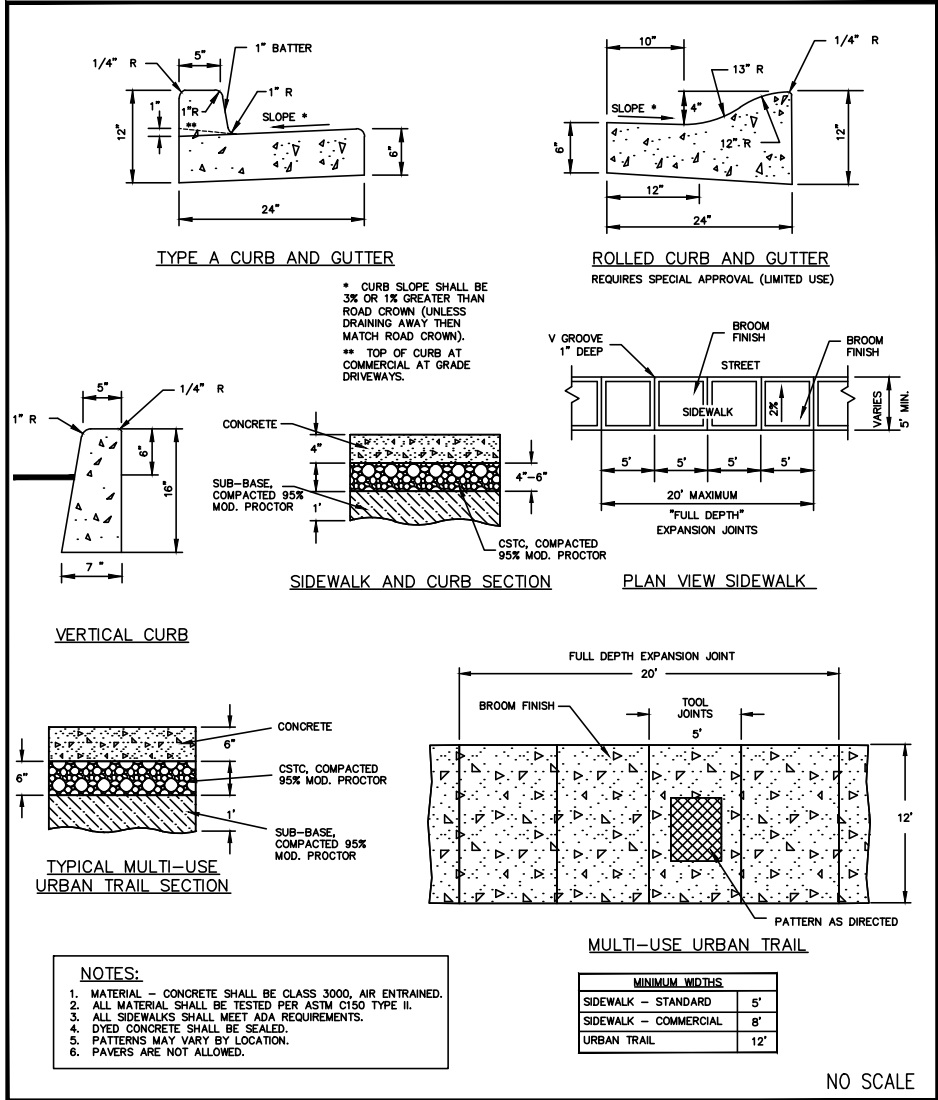 5"
1" BATTER
1/4" R
1" R
1"R
1"
**
12"
SLOPE *
6"
24"
TYPE A CURB AND GUTTER
10"
1/4" R
13" R
SLOPE *
4"
12" R
6"
12"
12"
24"
ROLLED CURB AND GUTTER
REQUIRES SPECIAL APPROVAL (LIMITED USE)
* CURB SLOPE SHALL BE
3% OR 1% GREATER THAN
ROAD CROWN (UNLESS
DRAINING AWAY THEN
MATCH ROAD CROWN).
** TOP OF CURB AT
COMMERCIAL AT GRADE
DRIVEWAYS.
5"
1/4" R
1" R
6"
16"
7 "
VERTICAL CURB
CONCRETE
4"
SUB-BASE,
COMPACTED 95%
MOD. PROCTOR
1'
4"-6"
CSTC, COMPACTED
95% MOD. PROCTOR
SIDEWALK AND CURB SECTION
V GROOVE
1" DEEP
BROOM
FINISH
BROOM
FINISH
STREET
SIDEWALK
2%
VARIES
5' MIN.
5'
5'
5'
5'
20' MAXIMUM
"FULL DEPTH"
EXPANSION JOINTS
PLAN VIEW SIDEWALK
CONCRETE
6"
6"
CSTC, COMPACTED
95% MOD. PROCTOR
1'
SUB-BASE,
COMPACTED 95%
MOD. PROCTOR
TYPICAL MULTI-USE
URBAN TRAIL SECTION
FULL DEPTH EXPANSION JOINT
20'
BROOM FINISH
TOOL
JOINTS
5'
12'
PATTERN AS DIRECTED
MULTI-USE URBAN TRAIL
NOTES:
1. MATERIAL - CONCRETE SHALL BE CLASS 3000, AIR ENTRAINED.
2. ALL MATERIAL SHALL BE TESTED PER ASTM C150 TYPE II.
3. ALL SIDEWALKS SHALL MEET ADA REQUIREMENTS.
4. DYED CONCRETE SHALL BE SEALED.
5. PATTERNS MAY VARY BY LOCATION.
6. PAVERS ARE NOT ALLOWED.
MINIMUM WIDTHS
SIDEWALK - STANDARD 5'
SIDEWALK - COMMERCIAL 8'
URBAN TRAIL 12'
NO SCALE